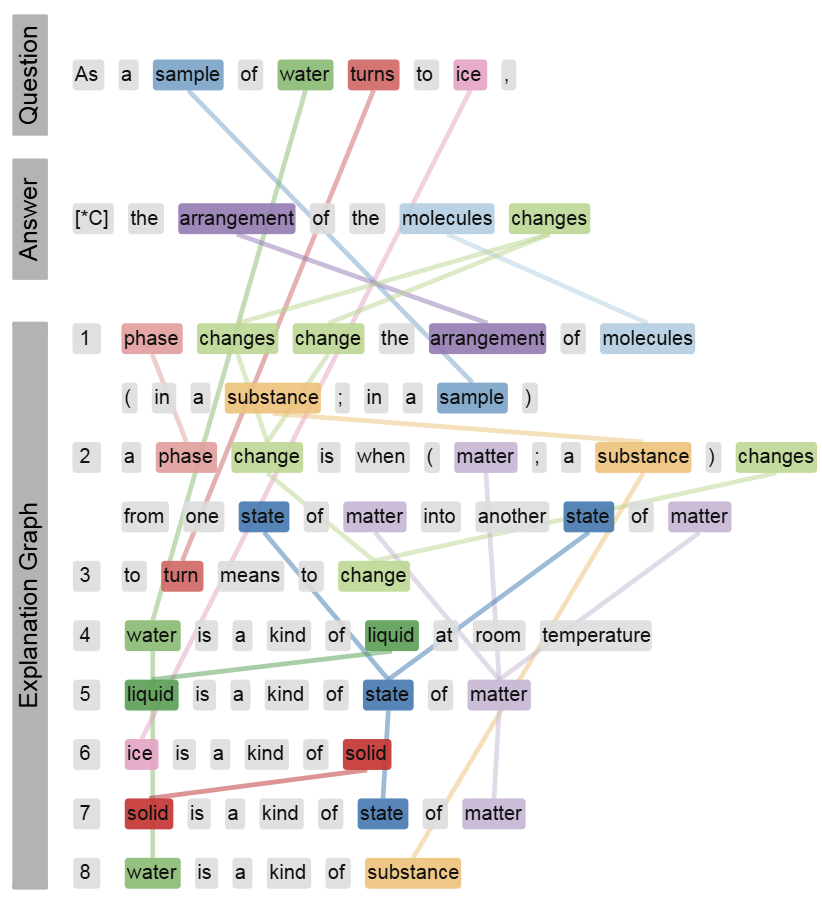 Question
As a sample of water turns to ice ,
Answer
[*C] the arrangement of the molecules changes
Explanation Graph
1 phase changes change the arrangement of molecules
( in a substance ; in a sample )
2 a phase change is when ( matter ; a substance ) changes
from one state of matter into another state of matter
3 to turn means to change
4 water is a kind of liquid at room temperature
5 liquid is a kind of state of matter
6 ice is a kind of solid
7 solid is a kind of state of matter
8 water is a kind of substance